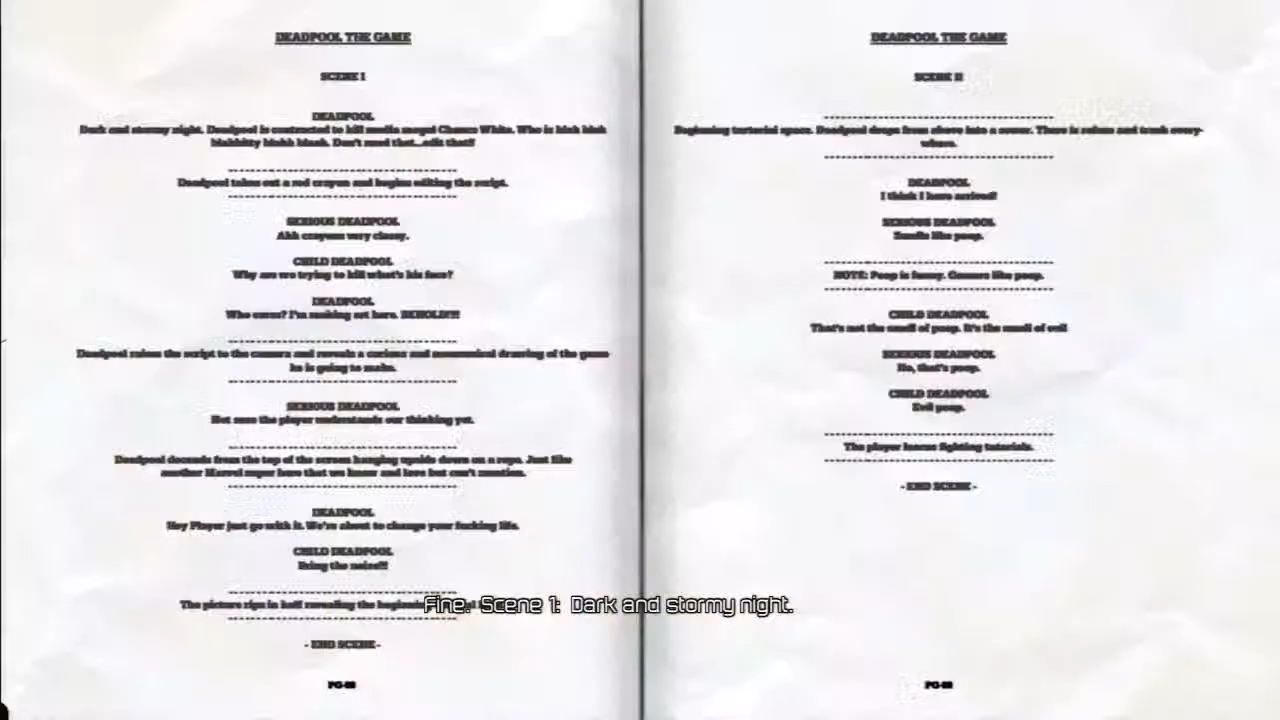 DEADPOOL THE GAME
SCENE I
DEADPOOL
Dark and stormy night. Deadpool is contracted to kill media mogul Chance White. Who is blah blah
blahbity blahh blaah. Don't need that...edit that!!
Deadpool takes out a red crayon and begins editing the script.
SERIOUS DEADPOOL
Ahh crayons very classy.
CHILD DEADPOOL
Why are we trying to kill what's his face?
DEADPOOL
Who cares? I'm making art here. BEHOLD!!!!
Deadpool raises the script to the camera and reveals a curious and nonsensical drawing of the game
he is going to make.
SERIOUS DEADPOOL
Not sure the player understands our thinking yet.
Deadpool descends from the top of the screen hanging upside down on a rope. Just like
another Marvel super hero that we know and love but can't mention.
DEADPOOL
Hey Player just go with it. We're about to change your fucking life.
CHILD DEADPOOL
Bring the noise!!!
The picture rips in half revealing the
- END SCENE -
DEADPOOL THE GAME
SCENE II
Beginning tutorial space. Deadpool drops from above into a sewer. There is ruins and trash every-
where.
DEADPOOL
I think I have arrived!
SERIOUS DEADPOOL
Smells like poop.
NOTE: Poop is funny. Gamers like poop.
CHILD DEADPOOL
That's not the smell of poop. It's the smell of evil
SERIOUS DEADPOOL
No, that's poop.
CHILD DEADPOOL
Evil poop.
The player learns fighting tutorials.
- END SCENE -
Fine. Scene 1: Dark and stormy night.